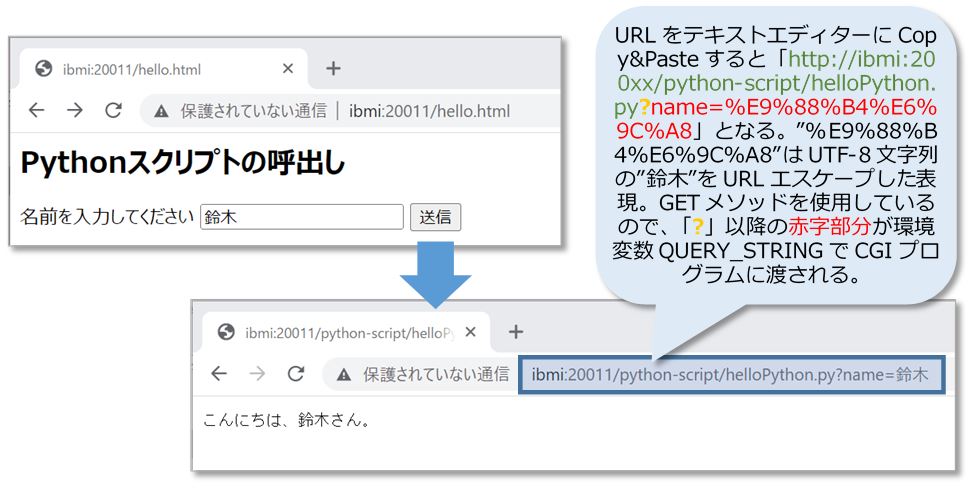 ibmi:20011/hello.html
保護されていない通信 | ibmi:20011/hello.html
Pythonスクリプトの呼出し
名前を入力してください 鈴木 送信
URL をテキストエディターに Cop
y&Paste すると「http://ibmi:20
0xx/python-script/helloPython.
py?name=%E9%88%B4%E6%
9C%A8」となる。”%E9%88%B
4%E6%9C%A8”は UTF-8 文字列
の”鈴木”を URL エスケープした表
現。GET メソッドを使用している
ので、「?」以降の赤字部分が環境
変数 QUERY_STRING で CGI プロ
グラムに渡される。
ibmi:20011/python-script/helloPy
保護されていない通信 ibmi:20011/python-script/helloPython.py?name=鈴木
こんにちは、鈴木さん。